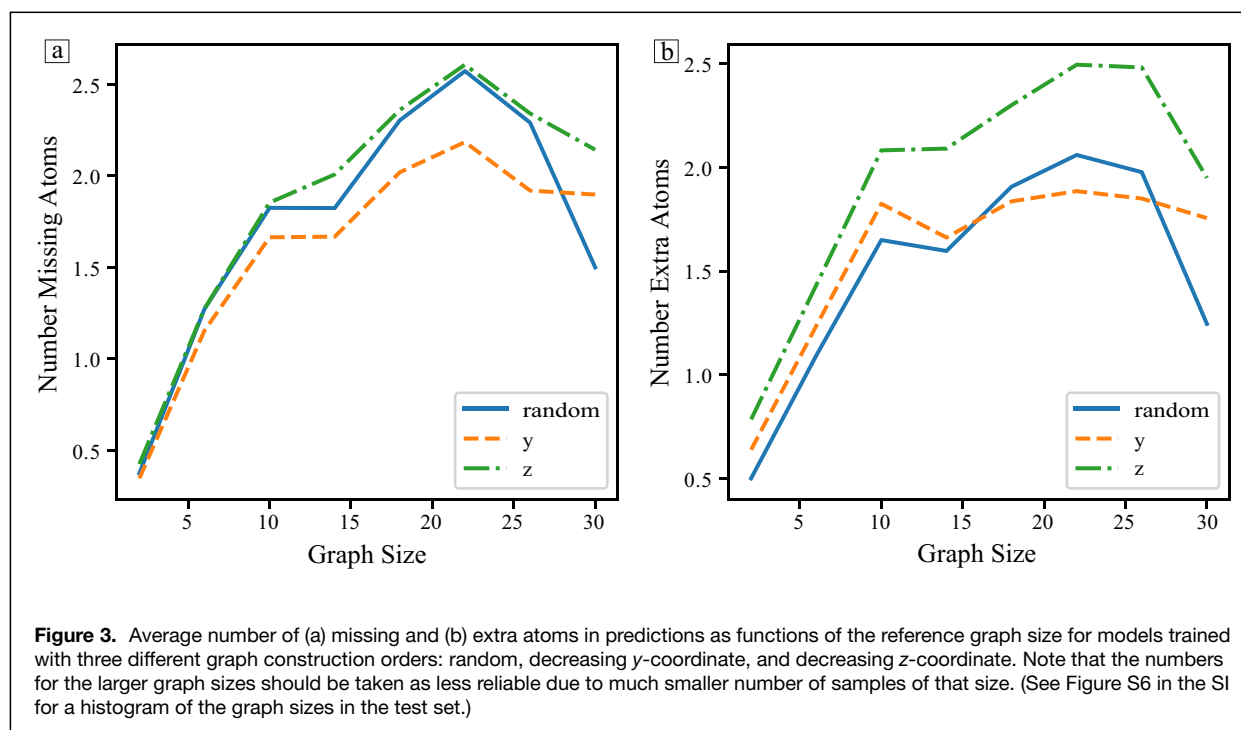 a
2.5
2.0
1.5
1.0
0.5
Number Missing Atoms
random
y
z
5 10 15 20 25 30
Graph Size
b
2.5
2.0
1.5
1.0
0.5
Number Extra Atoms
random
y
z
5 10 15 20 25 30
Graph Size
Figure 3. Average number of (a) missing and (b) extra atoms in predictions as functions of the reference graph size for models trained
with three different graph construction orders: random, decreasing y-coordinate, and decreasing z-coordinate. Note that the numbers
for the larger graph sizes should be taken as less reliable due to much smaller number of samples of that size. (See Figure S6 in the SI
for a histogram of the graph sizes in the test set.)